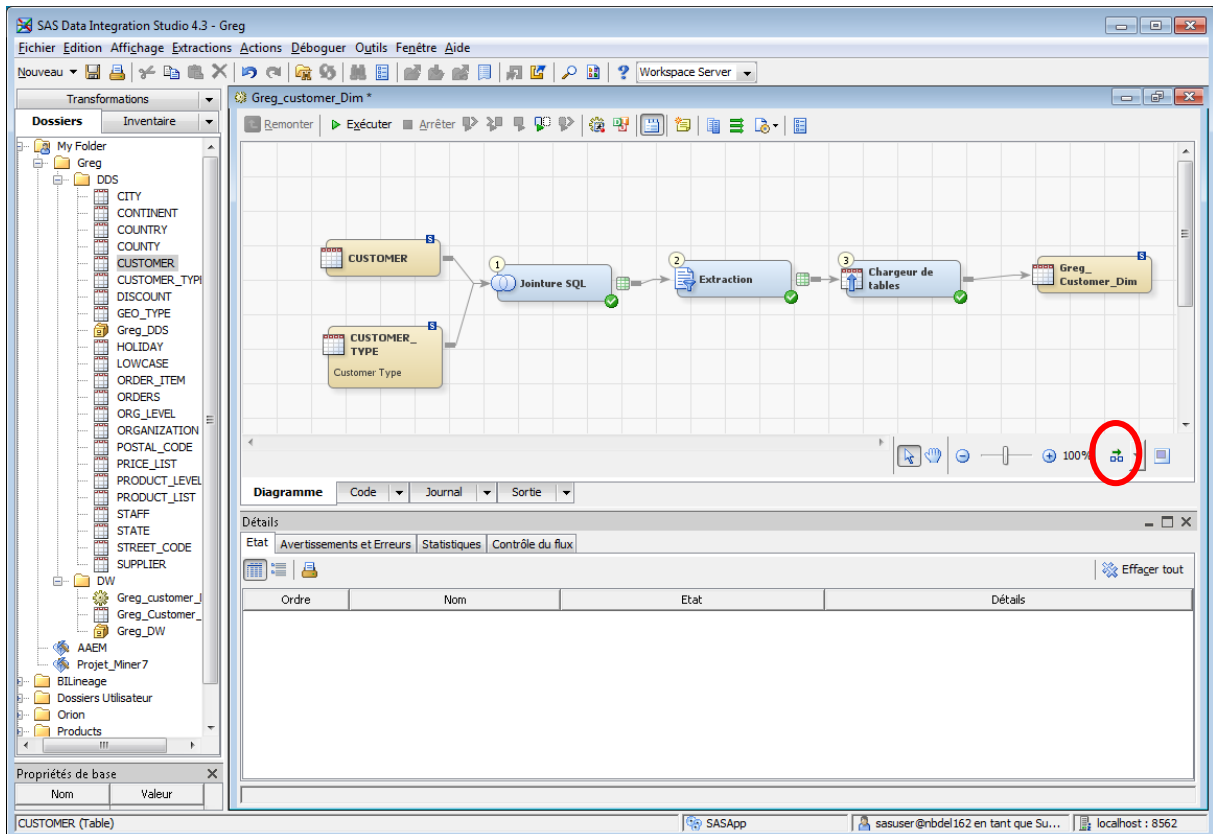 SAS Data Integration Studio 4.3 - Greg
Fichier Edition Affichage Extractions Actions Déboguer Outils Fenêtre Aide
Nouveau Workspace Server
Transformations
Dossiers Inventaire
My Folder
Greg
DDS
CITY
CONTINENT
COUNTRY
COUNTY
CUSTOMER
CUSTOMER_TYPI
DISCOUNT
GEO_TYPE
Greg_DDS
HOLIDAY
LOWCASE
ORDER_ITEM
ORDERS
ORG_LEVEL
ORGANIZATION
POSTAL_CODE
PRICE_LIST
PRODUCT_LEVEL
PRODUCT_LIST
STAFF
STATE
STREET_CODE
SUPPLIER
DW
Greg_customer_I
Greg_Customer_
Greg_DW
AAEM
Projet_Miner7
BILineage
Dossiers Utilisateur
Orion
Products
Propriétés de base
Nom Valeur
Greg_customer_Dim *
Remonter Exécuter Arrêter
CUSTOMER
S
CUSTOMER_
TYPE
S
Customer Type
1
Jointure SQL
2
Extraction
3
Chargeur de
tables
Greg_
Customer_Dim
S
100%
Diagramme Code Journal Sortie
Détails
Etat Avertissements et Erreurs Statistiques Contrôle du flux
Effacer tout
Ordre Nom Etat Détails
CUSTOMER (Table) SASApp sasuser@nbdel162 en tant que Su... localhost : 8562